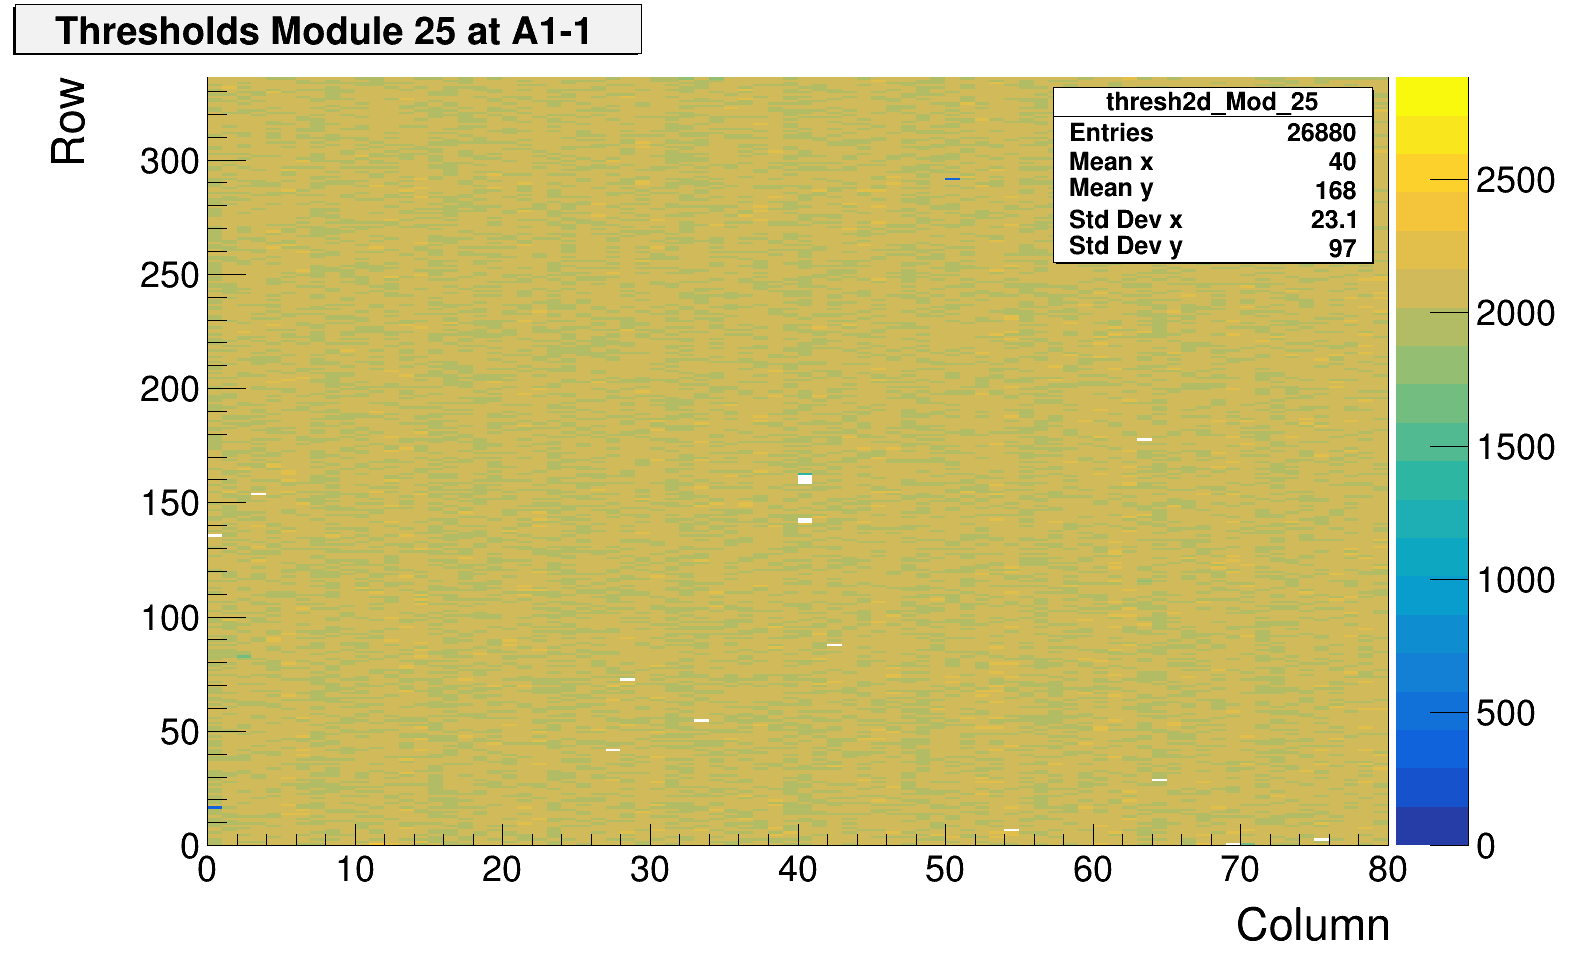 Thresholds Module 25 at A1-1
Row
thresh2d_Mod_25
Entries 26880
Mean x 40
Mean y 168
Std Dev x 23.1
Std Dev y 97
300
250
200
150
100
50
0
0 10 20 30 40 50 60 70 80
Column
2500
2000
1500
1000
500
0